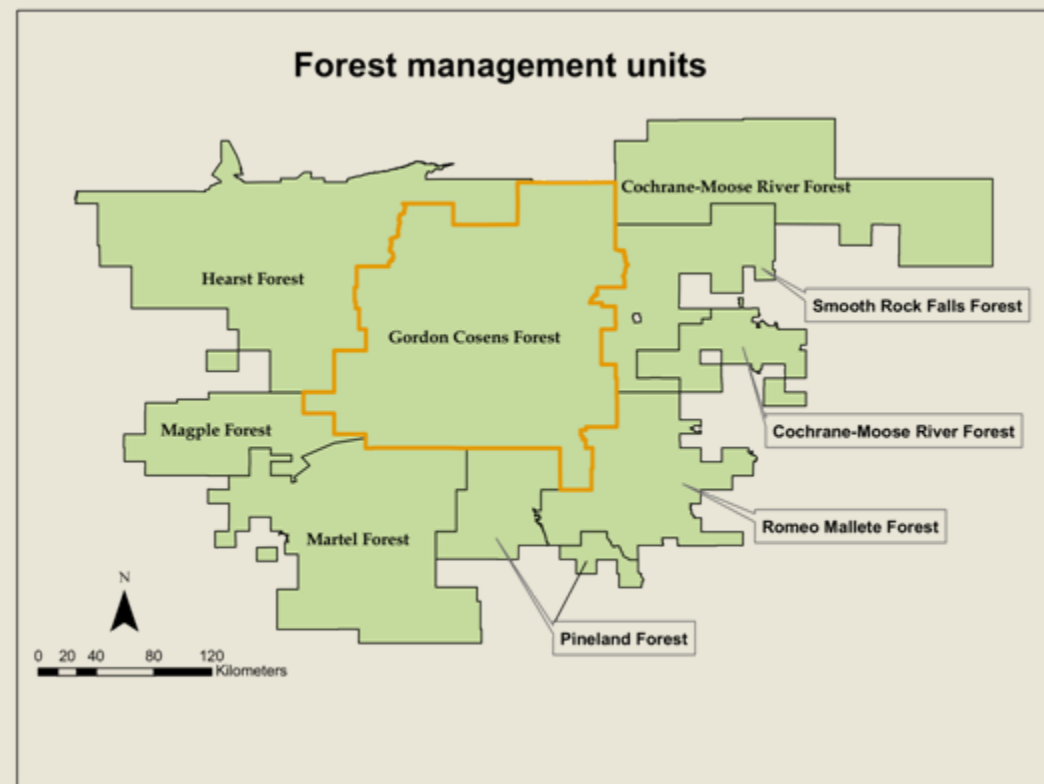 Forest management units
Cochrane-Moose River Forest
Hearst Forest
Smooth Rock Falls Forest
Gordon Cosens Forest
Magple Forest
Cochrane-Moose River Forest
Romeo Mallete Forest
Martel Forest
N
Pineland Forest
0 20 40 80 120
Kilometers